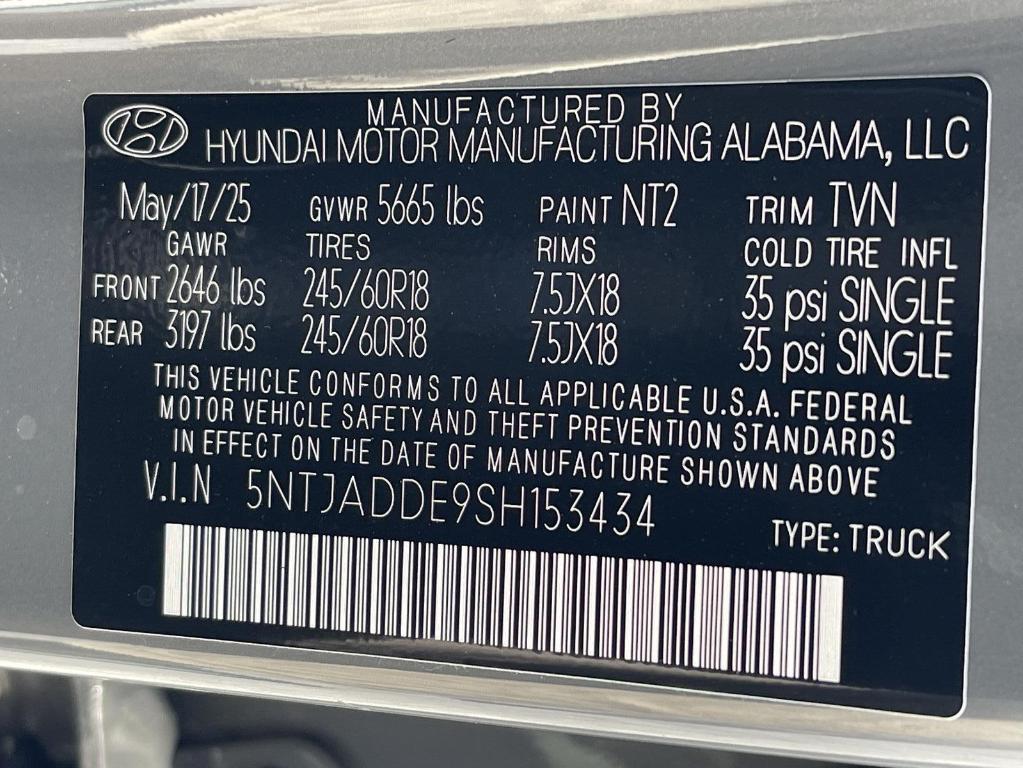 MANUFACTURED BY
HYUNDAI MOTOR MANUFACTURING ALABAMA, LLC
May/17/25 GVWR 5665 lbs PAINT NT2 TRIM TVN
GAWR TIRES RIMS COLD TIRE INFL
FRONT 2646 lbs 245/60R18 7.5JX18 35 psi SINGLE
REAR 3197 lbs 245/60R18 7.5JX18 35 psi SINGLE
THIS VEHICLE CONFORMS TO ALL APPLICABLE U.S.A. FEDERAL
MOTOR VEHICLE SAFETY AND THEFT PREVENTION STANDARDS
IN EFFECT ON THE DATE OF MANUFACTURE SHOWN ABOVE
V.I.N 5NTJADDE9SH153434 TYPE: TRUCK